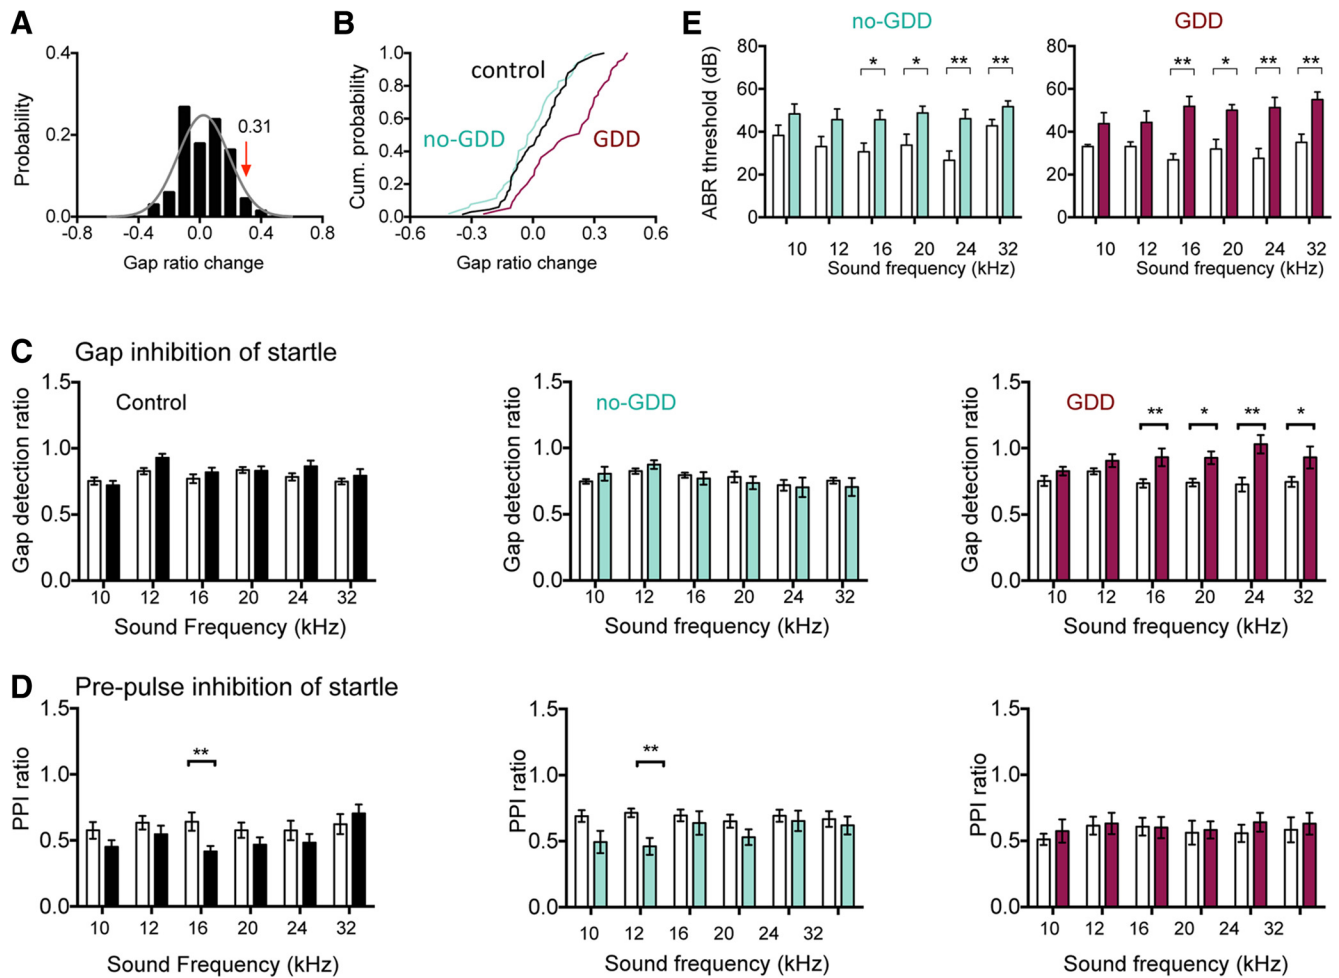 A
Probability
0.4
0.2
0.0
0.31
-0.8 -0.4 0.0 0.4 0.8
Gap ratio change
B
Cum. probability
1.0
0.8
0.6
0.4
0.2
0.0
control
no-GDD
GDD
-0.6 -0.3 0.0 0.3 0.6
Gap ratio change
E
no-GDD
ABR threshold (dB)
80
60
40
20
0
* * ** **
10 12 16 20 24 32
Sound frequency (kHz)
GDD
80
60
40
20
0
** * ** **
10 12 16 20 24 32
Sound frequency (kHz)
C
Gap inhibition of startle
Gap detection ratio
1.5
1.0
0.5
0.0
Control
10 12 16 20 24 32
Sound Frequency (kHz)
Gap detection ratio
1.5
1.0
0.5
0.0
no-GDD
10 12 16 20 24 32
Sound frequency (kHz)
Gap detection ratio
1.5
1.0
0.5
0.0
GDD
** * ** *
10 12 16 20 24 32
Sound frequency (kHz)
D
Pre-pulse inhibition of startle
PPI ratio
1.5
1.0
0.5
0.0
**
10 12 16 20 24 32
Sound Frequency (kHz)
PPI ratio
1.5
1.0
0.5
0.0
**
10 12 16 20 24 32
Sound frequency (kHz)
PPI ratio
1.5
1.0
0.5
0.0
10 12 16 20 24 32
Sound frequency (kHz)